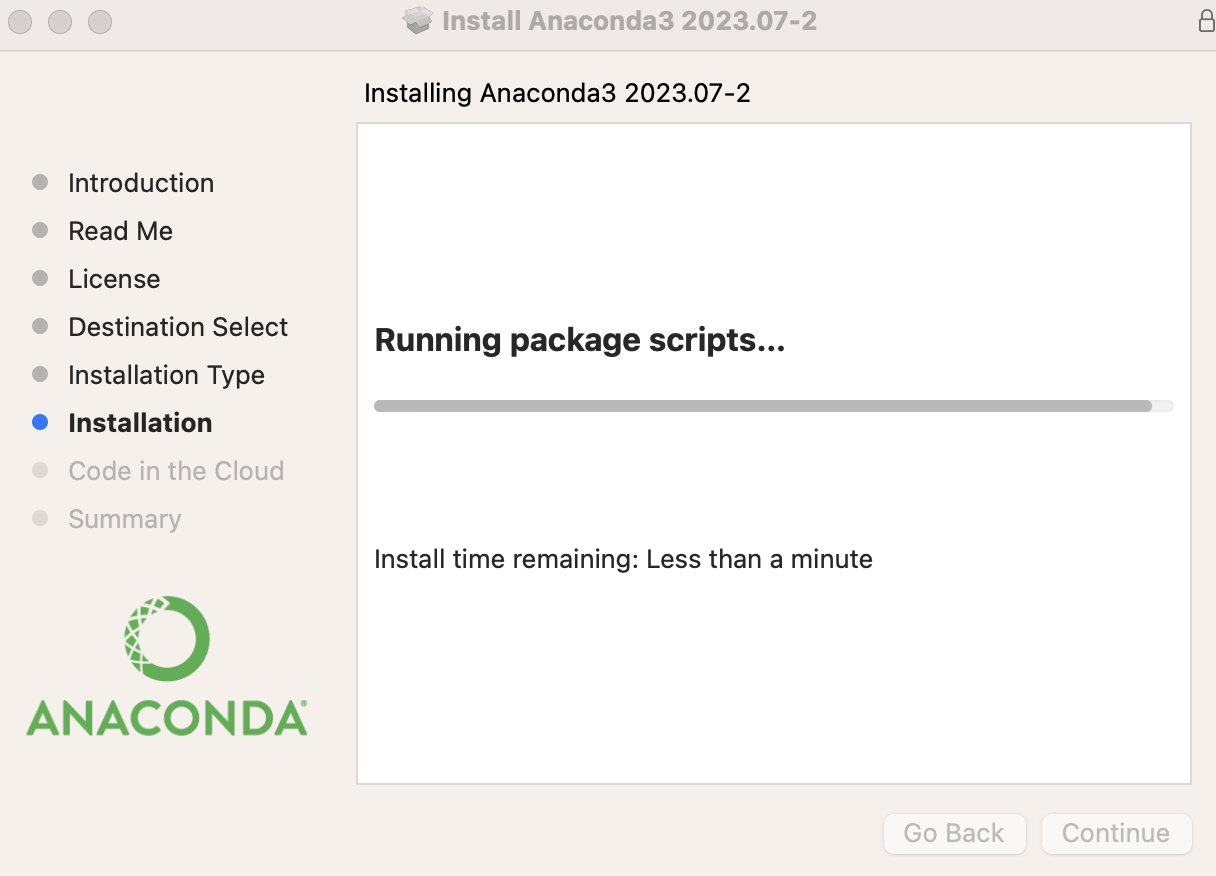 Install Anaconda3 2023.07-2
Installing Anaconda3 2023.07-2
Introduction
Read Me
License
Destination Select
Installation Type
Installation
Code in the Cloud
Summary
Running package scripts...
Install time remaining: Less than a minute
ANACONDA®
Go Back
Continue